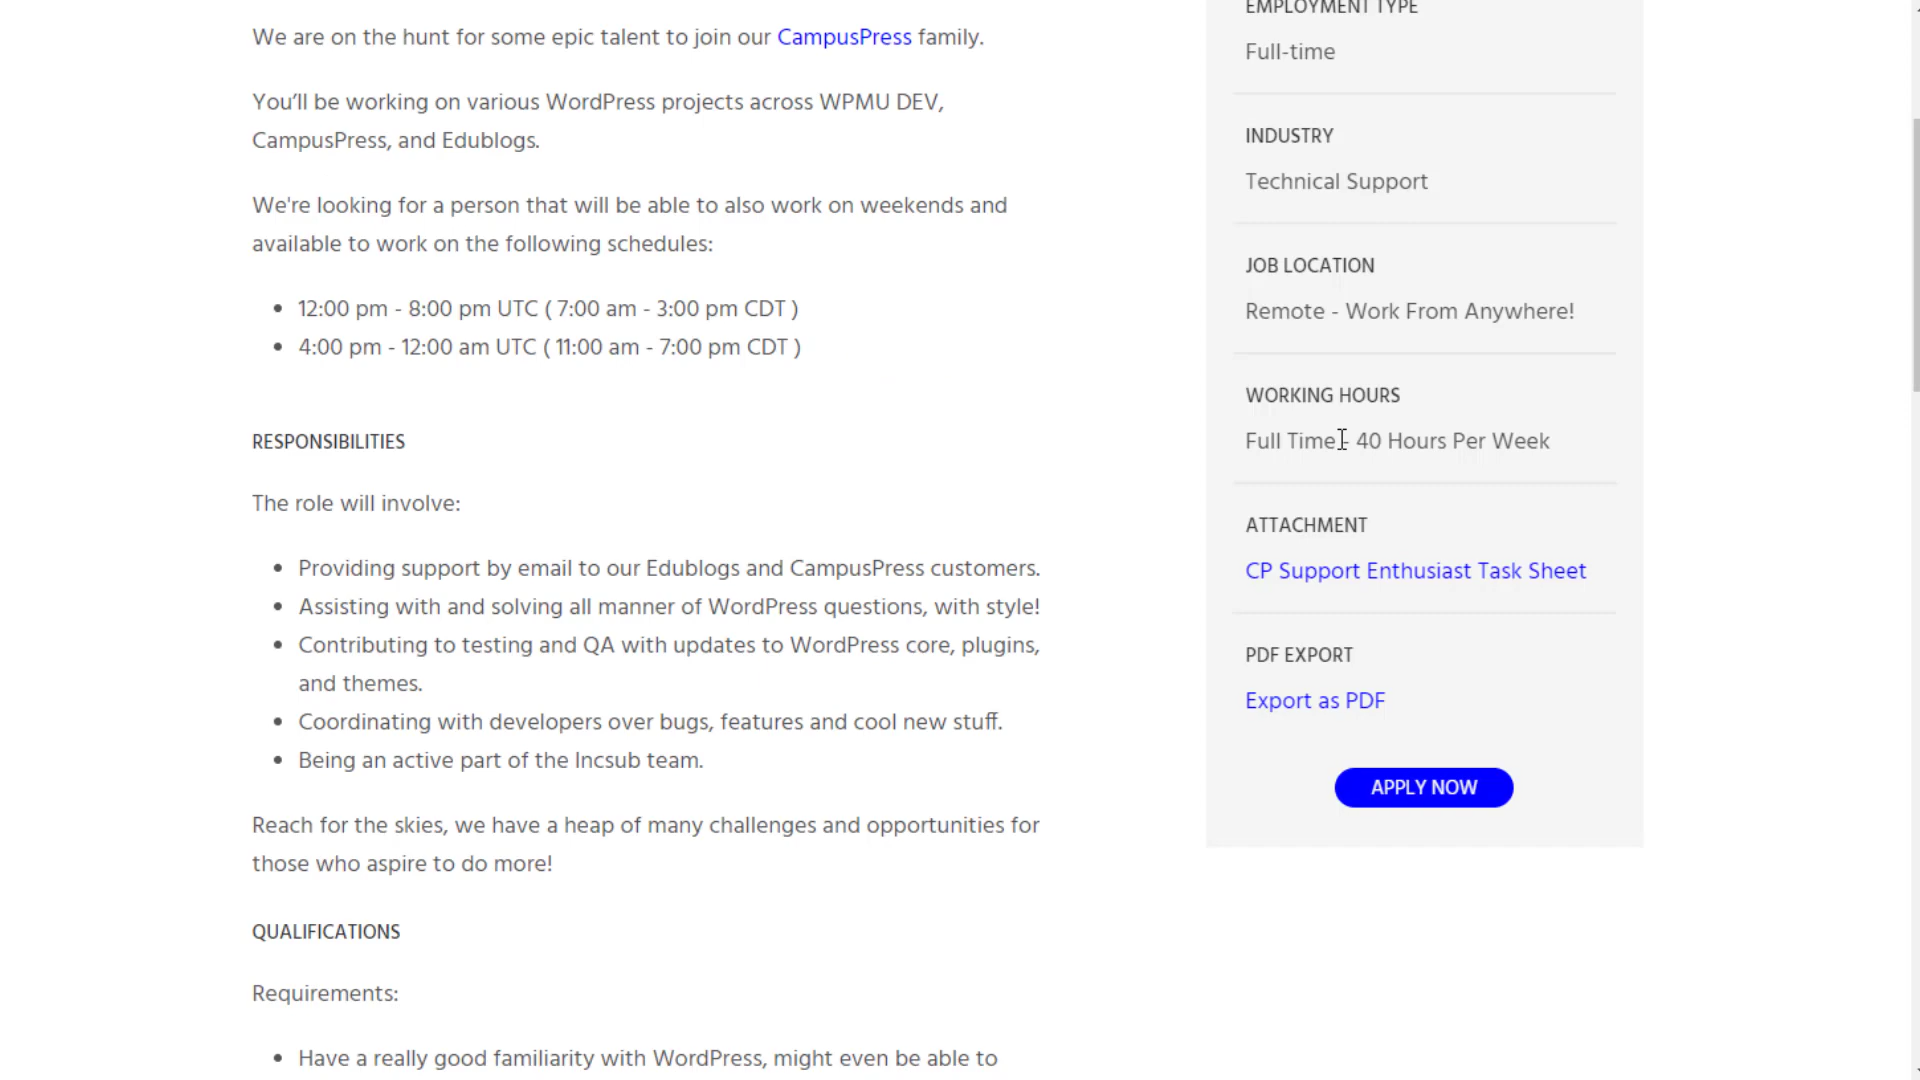 We are on the hunt for some epic talent to join our CampusPress family.
You’ll be working on various WordPress projects across WPMU DEV,
CampusPress, and Edublogs.
We're looking for a person that will be able to also work on weekends and
available to work on the following schedules:
• 12:00 pm - 8:00 pm UTC ( 7:00 am - 3:00 pm CDT )
• 4:00 pm - 12:00 am UTC ( 11:00 am - 7:00 pm CDT )
RESPONSIBILITIES
The role will involve:
• Providing support by email to our Edublogs and CampusPress customers.
• Assisting with and solving all manner of WordPress questions, with style!
• Contributing to testing and QA with updates to WordPress core, plugins,
and themes.
• Coordinating with developers over bugs, features and cool new stuff.
• Being an active part of the Incsub team.
Reach for the skies, we have a heap of many challenges and opportunities for
those who aspire to do more!
QUALIFICATIONS
Requirements:
• Have a really good familiarity with WordPress, might even be able to
EMPLOYMENT TYPE
Full-time
INDUSTRY
Technical Support
JOB LOCATION
Remote - Work From Anywhere!
WORKING HOURS
Full Time - 40 Hours Per Week
ATTACHMENT
CP Support Enthusiast Task Sheet
PDF EXPORT
Export as PDF
APPLY NOW